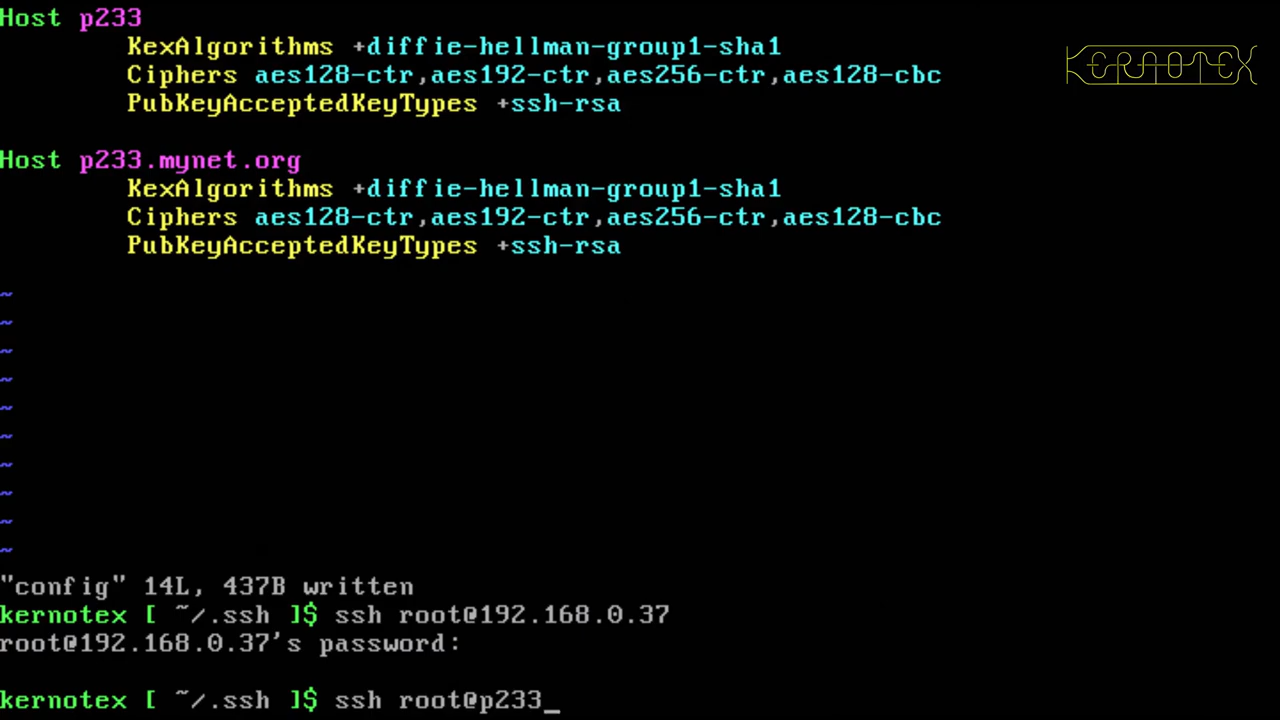 Host p233
KexAlgorithms +diffie-hellman-group1-sha1
Ciphers aes128-ctr,aes192-ctr,aes256-ctr,aes128-cbc
PubKeyAcceptedKeyTypes +ssh-rsa
Host p233.mynet.org
KexAlgorithms +diffie-hellman-group1-sha1
Ciphers aes128-ctr,aes192-ctr,aes256-ctr,aes128-cbc
PubKeyAcceptedKeyTypes +ssh-rsa
~
~
~
~
~
~
~
~
~
~
"config" 14L, 437B written
kernotex [ ~/.ssh ]$ ssh root@192.168.0.37
root@192.168.0.37's password:
kernotex [ ~/.ssh ]$ ssh root@p233_
KERNOTEX